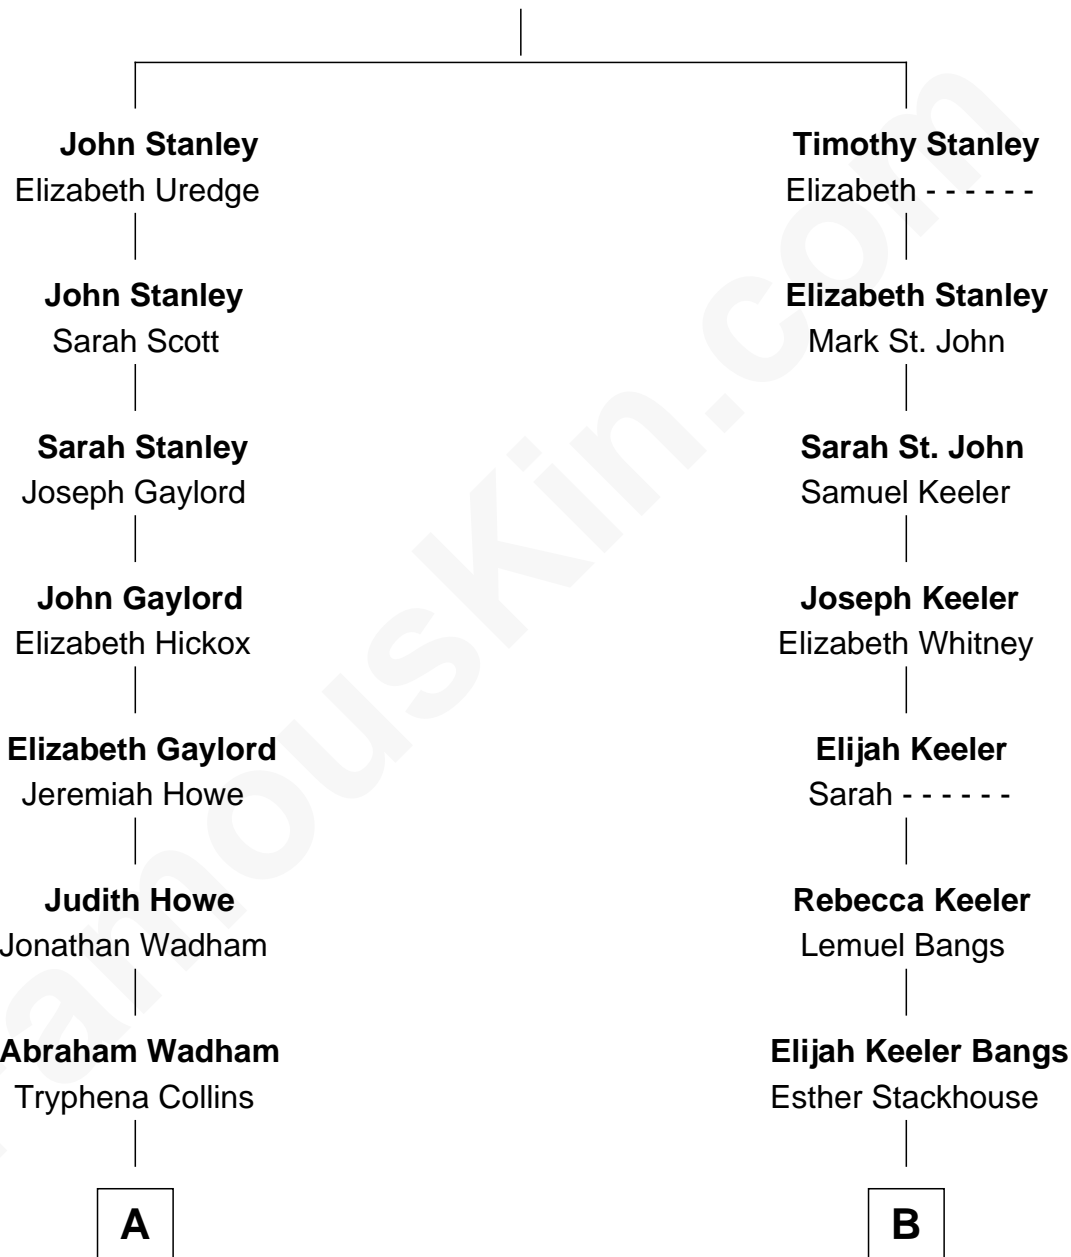 John Stanley
Elizabeth Uredge
John Stanley
Sarah Scott
Sarah Stanley
Joseph Gaylord
John Gaylord
Elizabeth Hickox
Elizabeth Gaylord
Jeremiah Howe
Judith Howe
Jonathan Wadham
Abraham Wadham
Tryphena Collins
A
Timothy Stanley
Elizabeth - - - - - -
Elizabeth Stanley
Mark St. John
Sarah St. John
Samuel Keeler
Joseph Keeler
Elizabeth Whitney
Elijah Keeler
Sarah - - - - - -
Rebecca Keeler
Lemuel Bangs
Elijah Keeler Bangs
Esther Stackhouse
B
FamousKin.com